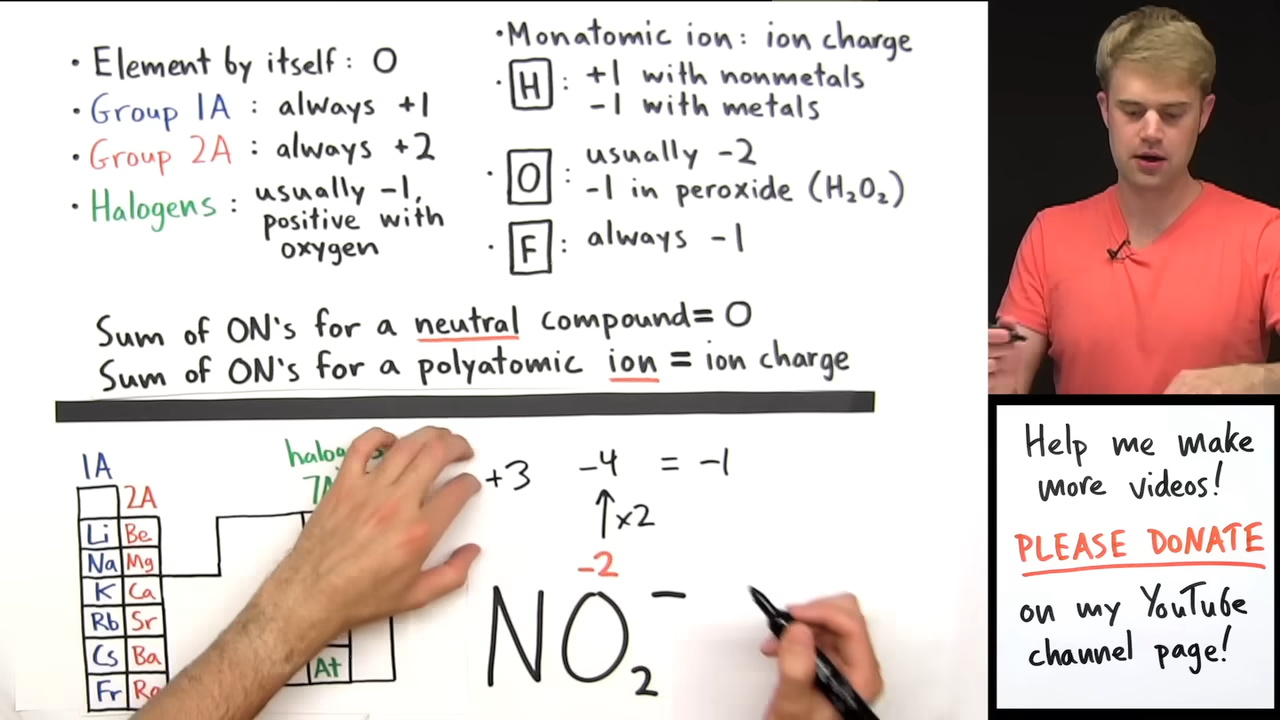 • Element by itself: 0
• Group 1A : always +1
• Group 2A : always +2
• Halogens : usually -1,
positive with
oxygen
• Monatomic ion: ion charge
• H : +1 with nonmetals
-1 with metals
• O : usually -2
-1 in peroxide (H₂O₂)
• F : always -1
Sum of ON's for a neutral compound = 0
Sum of ON's for a polyatomic ion = ion charge
1A
2A
Li Be
Na Mg
K Ca
Rb Sr
Cs Ba
Fr
At
+3 -4 = -1
↑ x2
-2
NO₂⁻
Help me make
more videos!
PLEASE DONATE
on my YouTube
channel page!